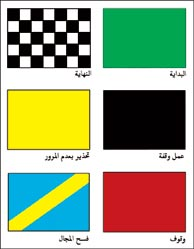 البداية
النهاية
عمل وقفة
تحذير بعدم المرور
وقوف
فسح المجال